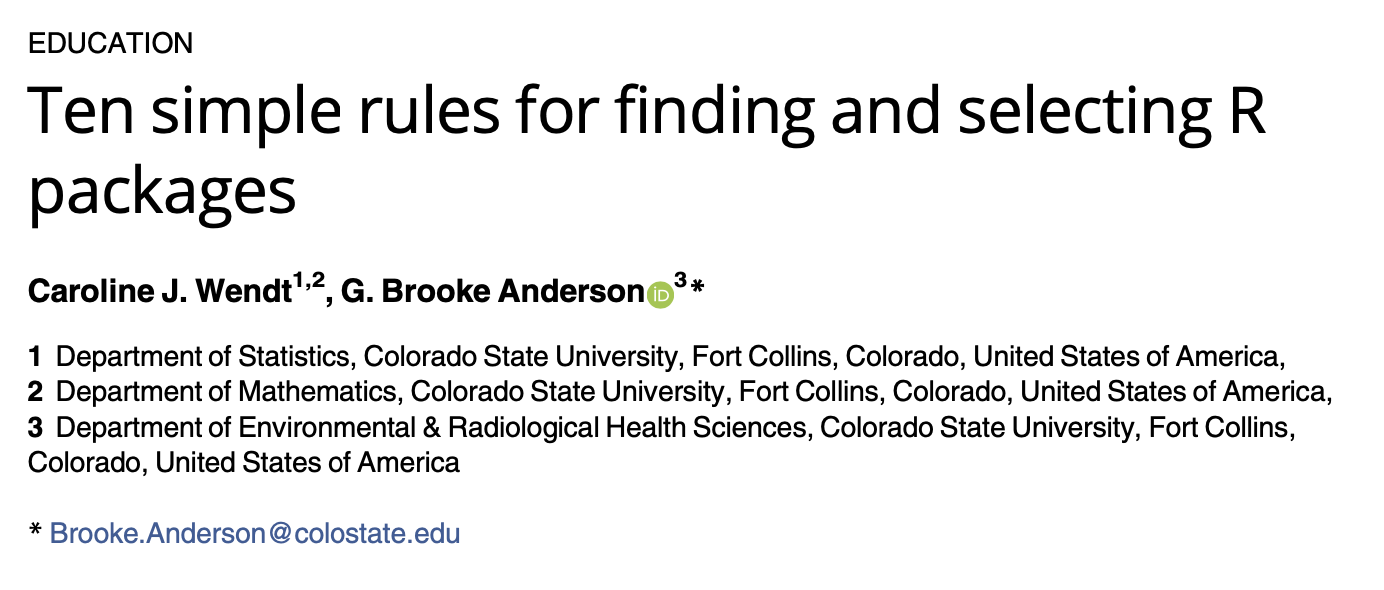 EDUCATION
Ten simple rules for finding and selecting R
packages
Caroline J. Wendt1,2, G. Brooke Anderson iD 3*
1 Department of Statistics, Colorado State University, Fort Collins, Colorado, United States of America,
2 Department of Mathematics, Colorado State University, Fort Collins, Colorado, United States of America,
3 Department of Environmental & Radiological Health Sciences, Colorado State University, Fort Collins,
Colorado, United States of America
* Brooke.Anderson@colostate.edu